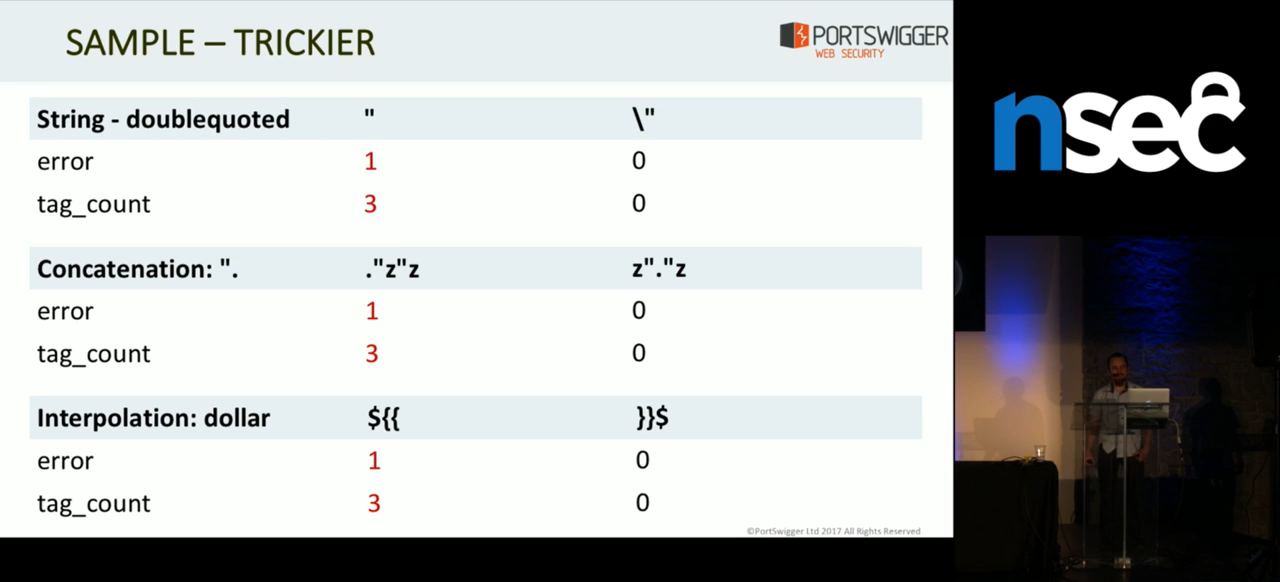 SAMPLE – TRICKIER
PORTSWIGGER
WEB SECURITY
nsec
String - doublequoted " \"
error 1 0
tag_count 3 0
Concatenation: ". ."z"z z"."z
error 1 0
tag_count 3 0
Interpolation: dollar ${{ }}$
error 1 0
tag_count 3 0
©PortSwigger Ltd 2017 All Rights Reserved